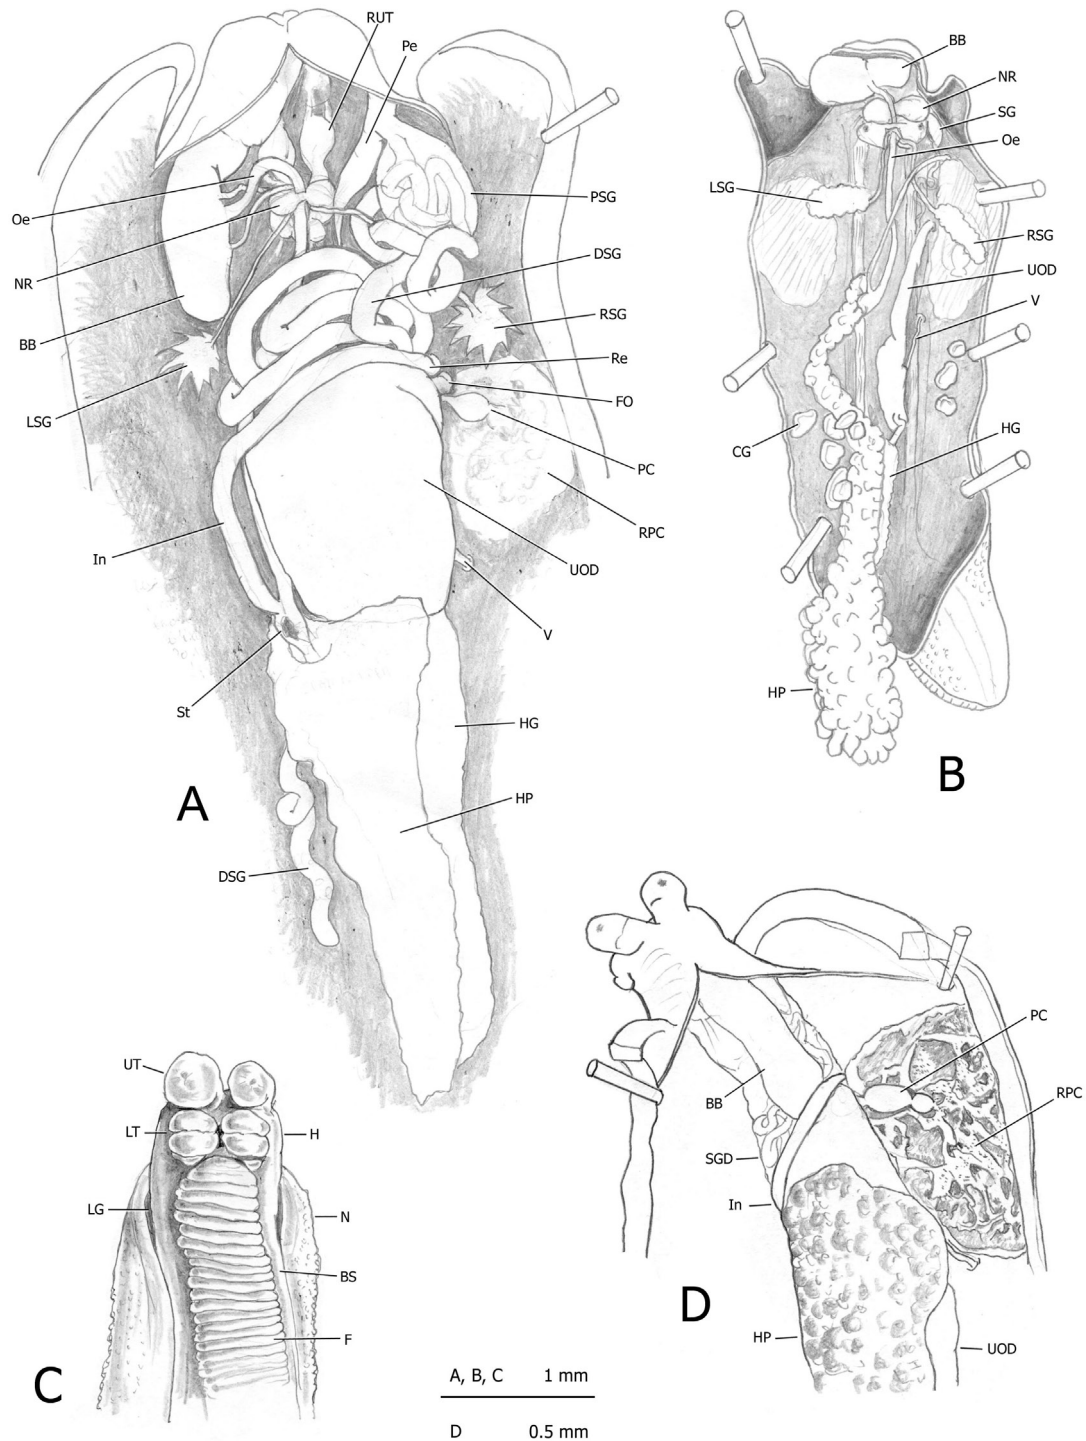 RUT
Pe
Oe
PSG
NR
DSG
RSG
BB
Re
LSG
FO
PC
RPC
In
UOD
V
St
HG
HP
A
DSG
BB
NR
SG
Oe
LSG
RSG
UOD
V
CG
HG
HP
B
UT
LT
H
LG
N
BS
F
C
PC
RPC
BB
SGD
In
D
HP
UOD
A, B, C 1 mm
D 0.5 mm